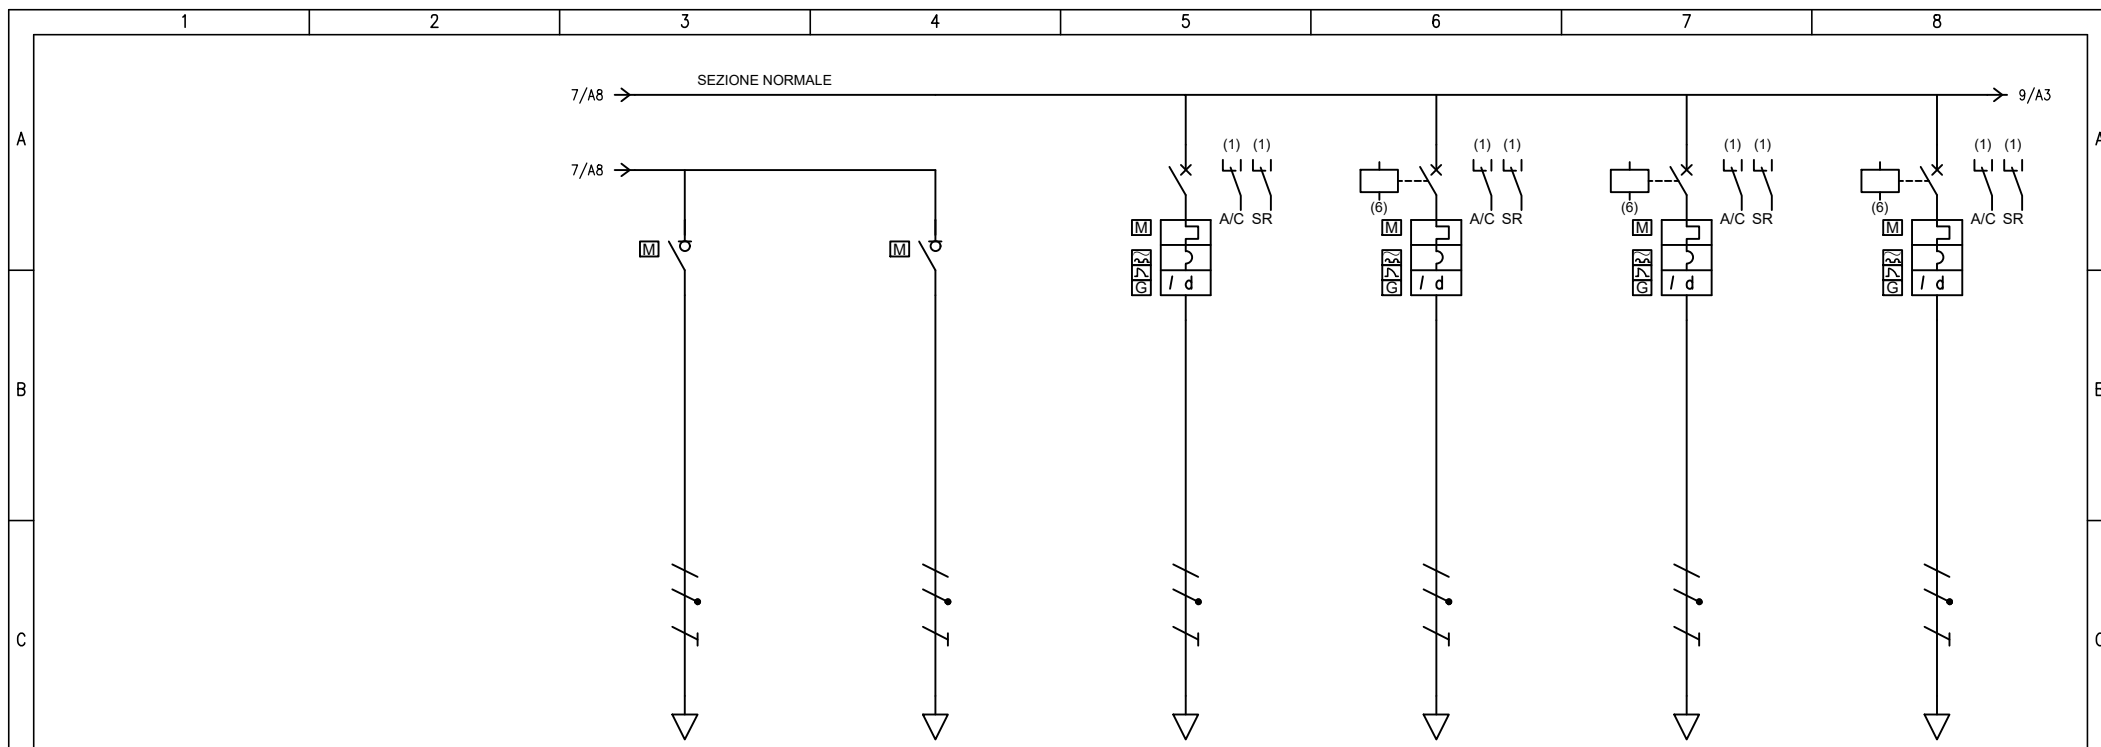 1 2 3 4 5 6 7 8
SEZIONE NORMALE
7/A8 9/A3
A A
(1) (1) (1) (1) (1) (1) (1) (1)
7/A8
(6) (6) (6)
A/C SR A/C SR A/C SR A/C SR
M M M M
M M
I d I d I d I d
G G G G
B B
C C